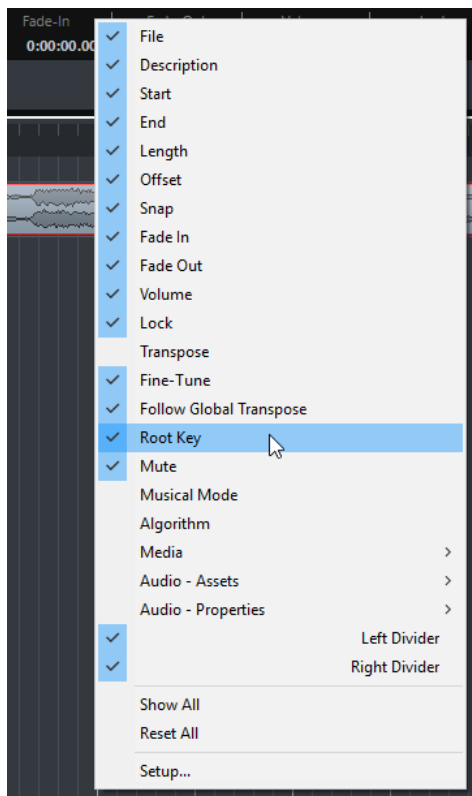 Fade-In
0:00:00.00
File
Description
Start
End
Length
Offset
Snap
Fade In
Fade Out
Volume
Lock
Transpose
Fine-Tune
Follow Global Transpose
Root Key
Mute
Musical Mode
Algorithm
Media
Audio - Assets
Audio - Properties
Left Divider
Right Divider
Show All
Reset All
Setup...